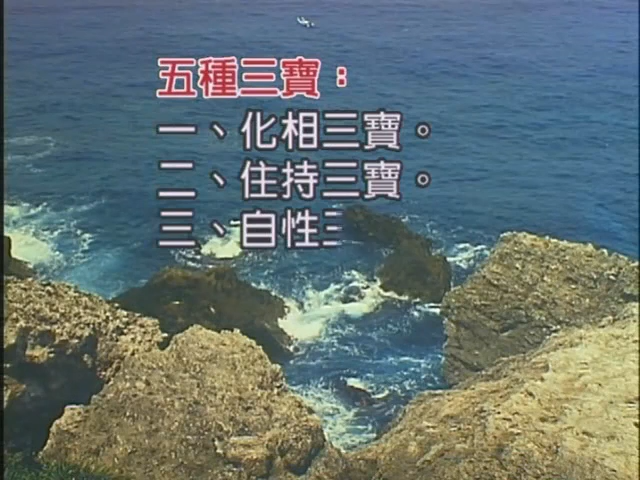 五種三寶：
一、化相三寶。
二、住持三寶。
三、自性